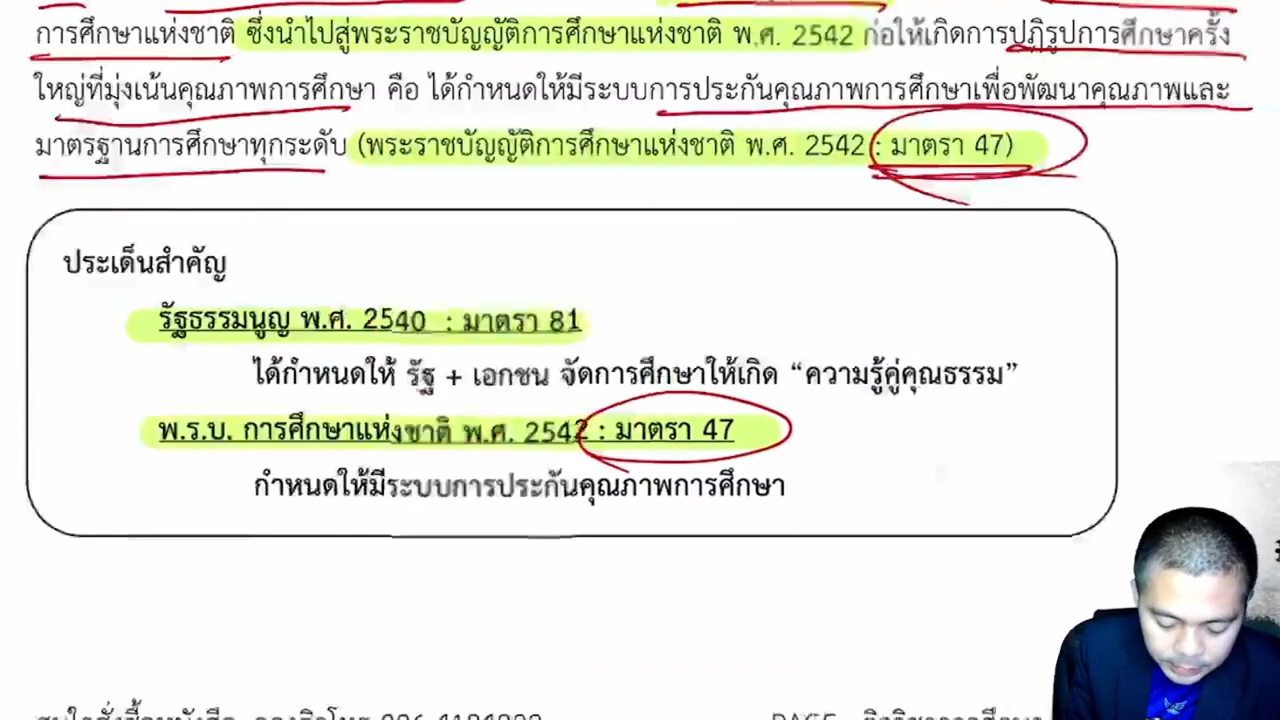 การศึกษาแห่งชาติ ซึ่งนำไปสู่พระราชบัญญัติการศึกษาแห่งชาติ พ.ศ. 2542 ก่อให้เกิดการปฏิรูปการศึกษาครั้ง
ใหญ่ที่มุ่งเน้นคุณภาพการศึกษา คือ ได้กำหนดให้มีระบบการประกันคุณภาพการศึกษาเพื่อพัฒนาคุณภาพและ
มาตรฐานการศึกษาทุกระดับ (พระราชบัญญัติการศึกษาแห่งชาติ พ.ศ. 2542 : มาตรา 47)
ประเด็นสำคัญ
รัฐธรรมนูญ พ.ศ. 2540 : มาตรา 81
ได้กำหนดให้ รัฐ + เอกชน จัดการศึกษาให้เกิด “ความรู้คู่คุณธรรม”
พ.ร.บ. การศึกษาแห่งชาติ พ.ศ. 2542 : มาตรา 47
กำหนดให้มีระบบการประกันคุณภาพการศึกษา